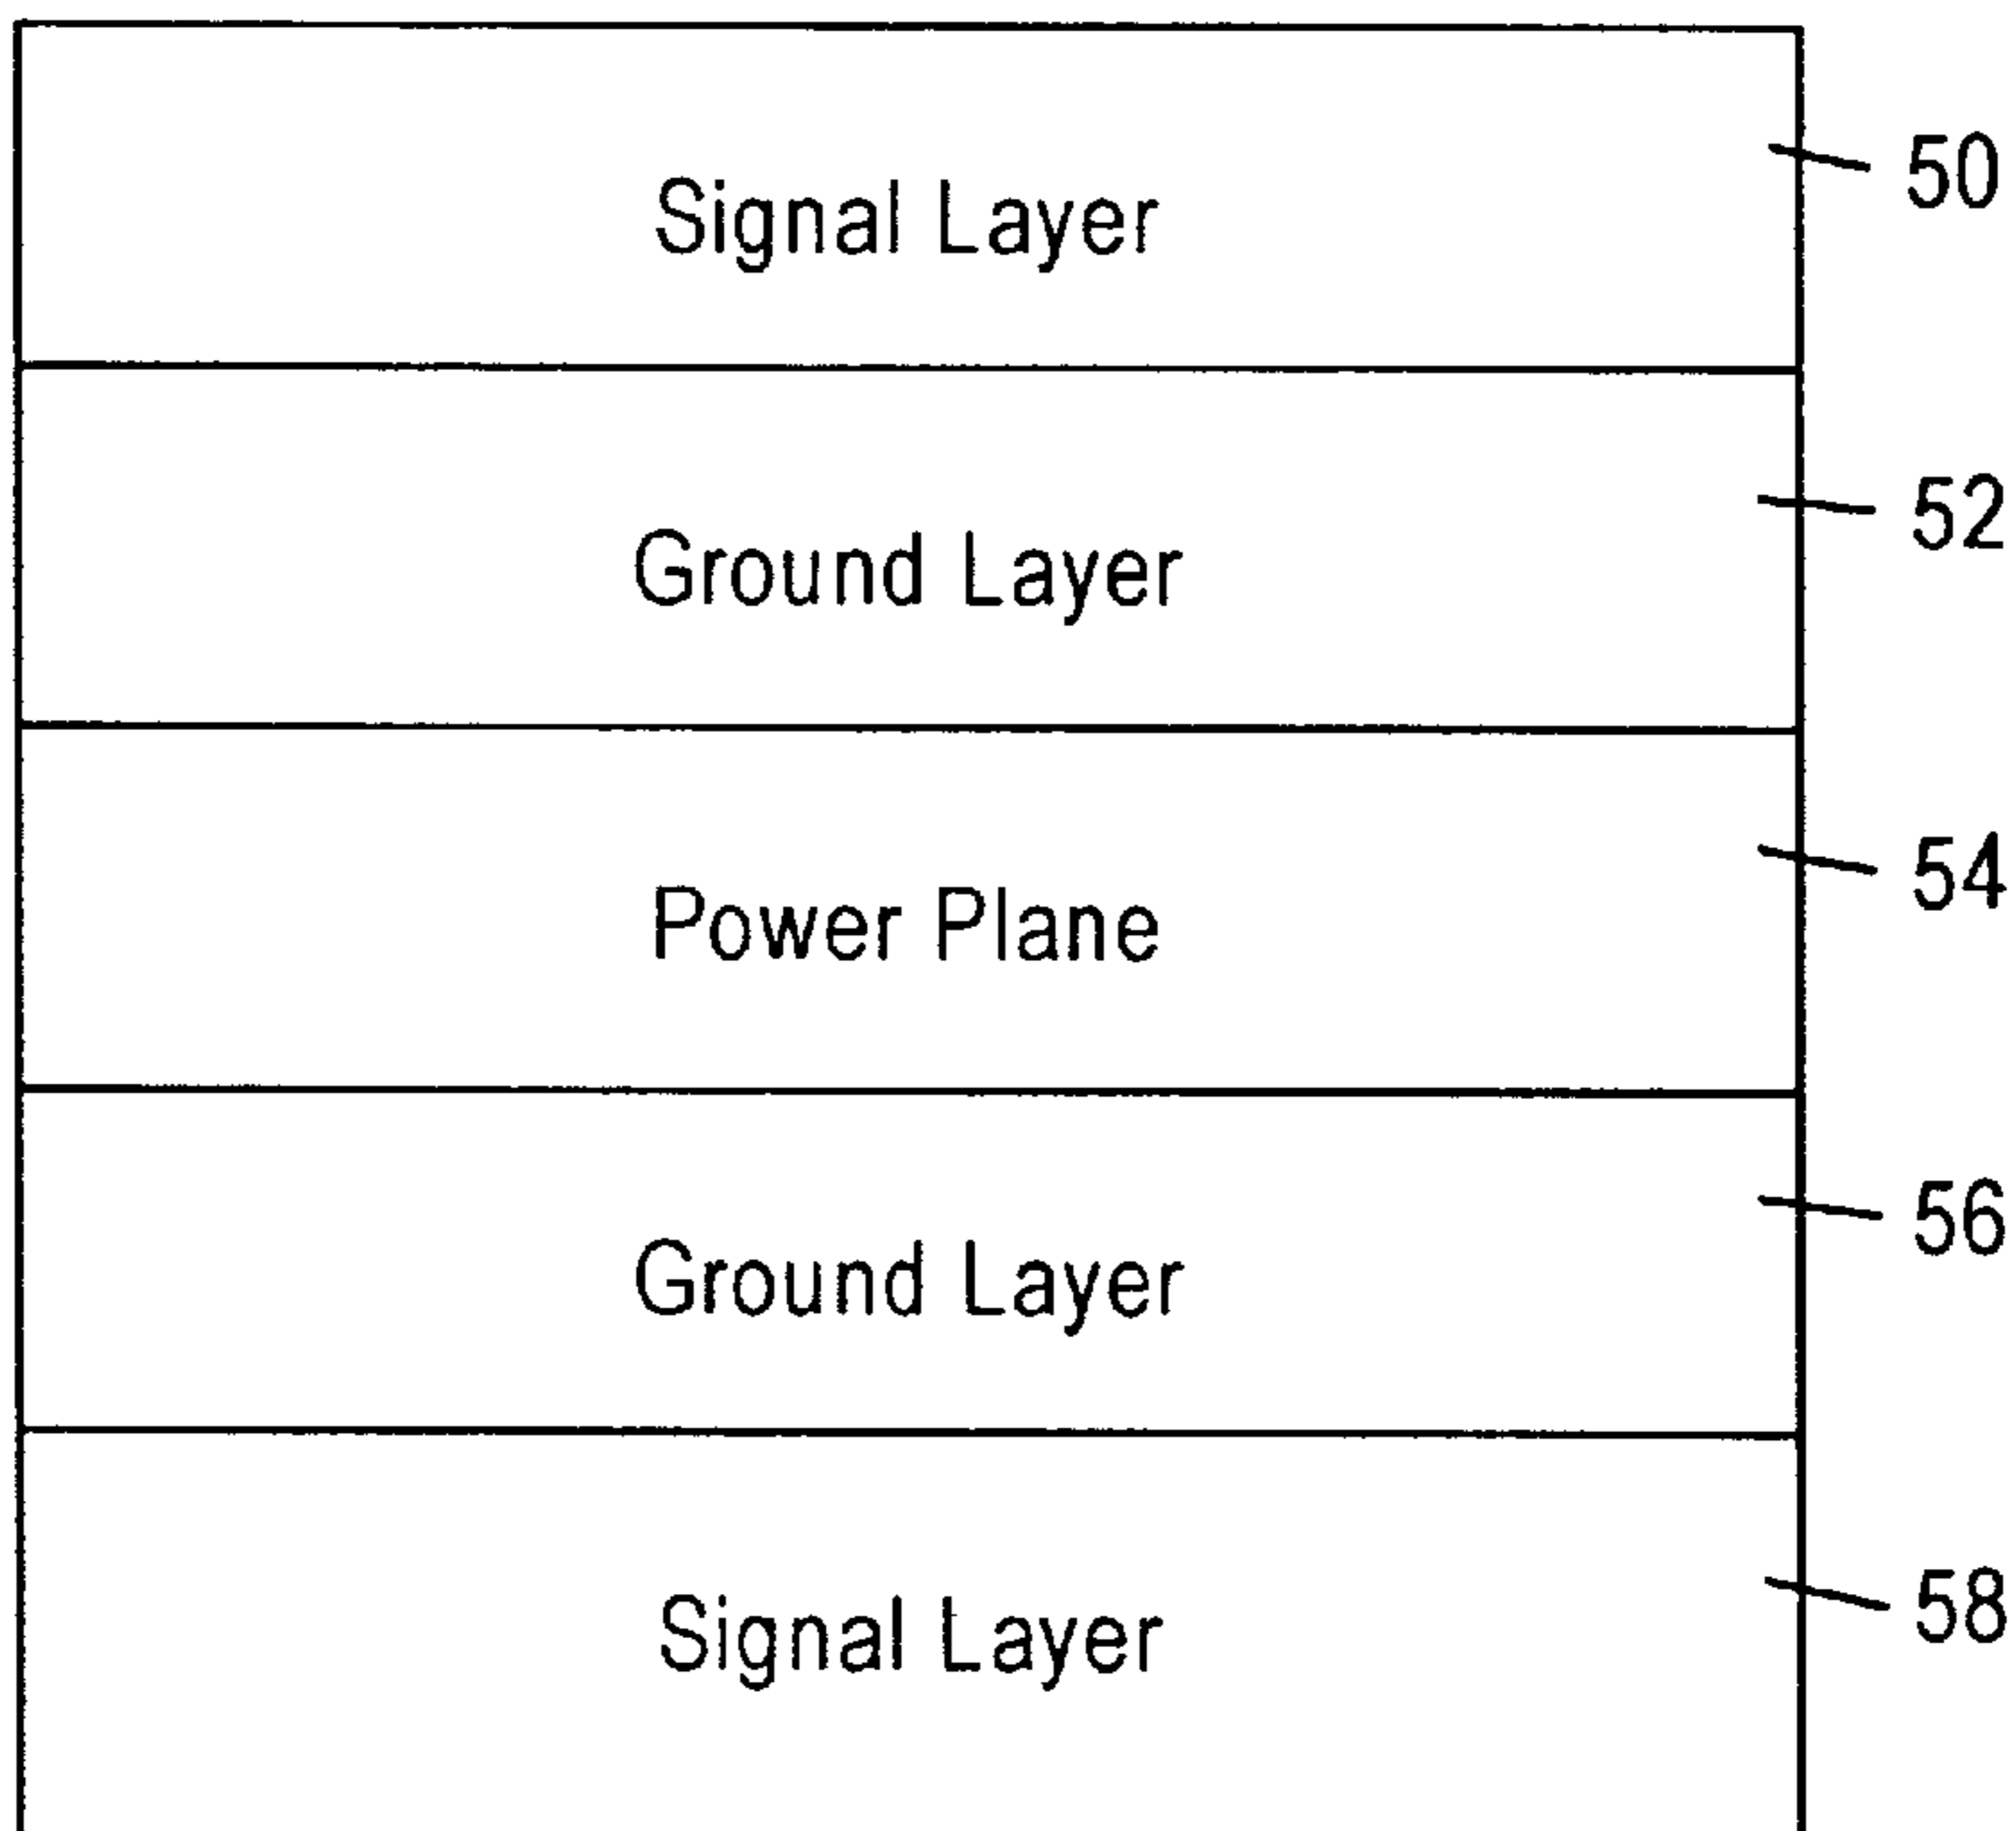 Signal Layer 50
Ground Layer 52
Power Plane 54
Ground Layer 56
Signal Layer 58